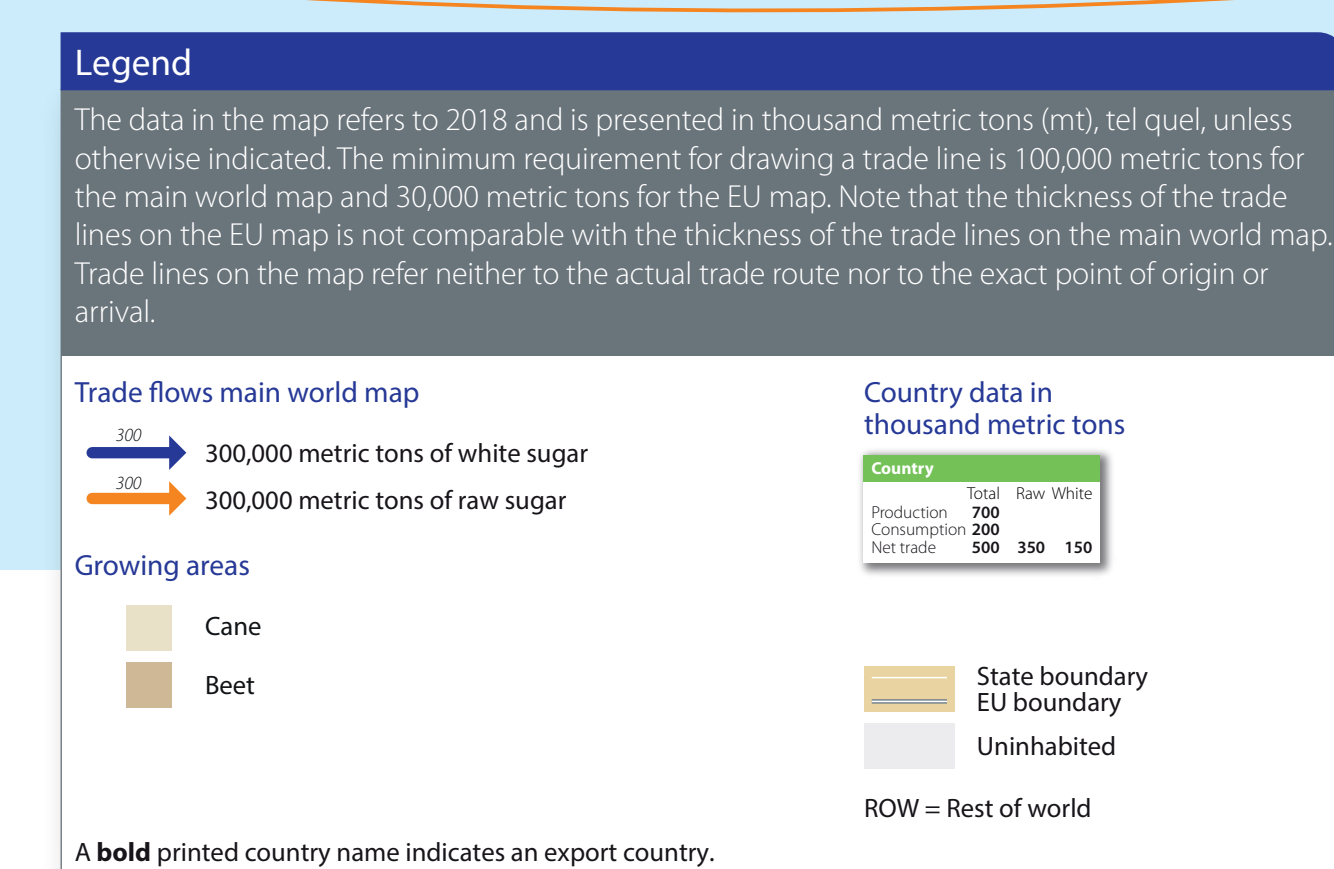 Legend
The data in the map refers to 2018 and is presented in thousand metric tons (mt), tel quel, unless
otherwise indicated. The minimum requirement for drawing a trade line is 100,000 metric tons for
the main world map and 30,000 metric tons for the EU map. Note that the thickness of the trade
lines on the EU map is not comparable with the thickness of the trade lines on the main world map.
Trade lines on the map refer neither to the actual trade route nor to the exact point of origin or
arrival.
Trade flows main world map
300
300,000 metric tons of white sugar
300
300,000 metric tons of raw sugar
Growing areas
Cane
Beet
Country data in
thousand metric tons
Country
Total Raw White
Production 700
Consumption 200
Net trade 500 350 150
State boundary
EU boundary
Uninhabited
ROW = Rest of world
A bold printed country name indicates an export country.